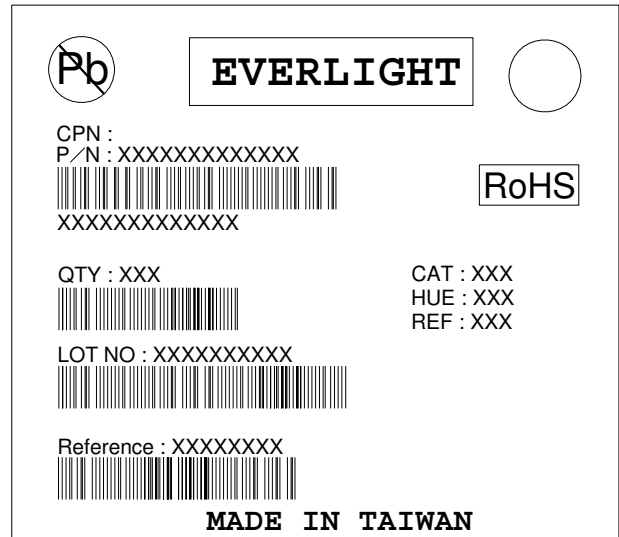 Pb
EVERLIGHT
CPN :
P/N : XXXXXXXXXXXXX
RoHS
XXXXXXXXXXXXX
QTY : XXX
CAT : XXX
HUE : XXX
REF : XXX
LOT NO : XXXXXXXXXX
Reference : XXXXXXXX
MADE IN TAIWAN